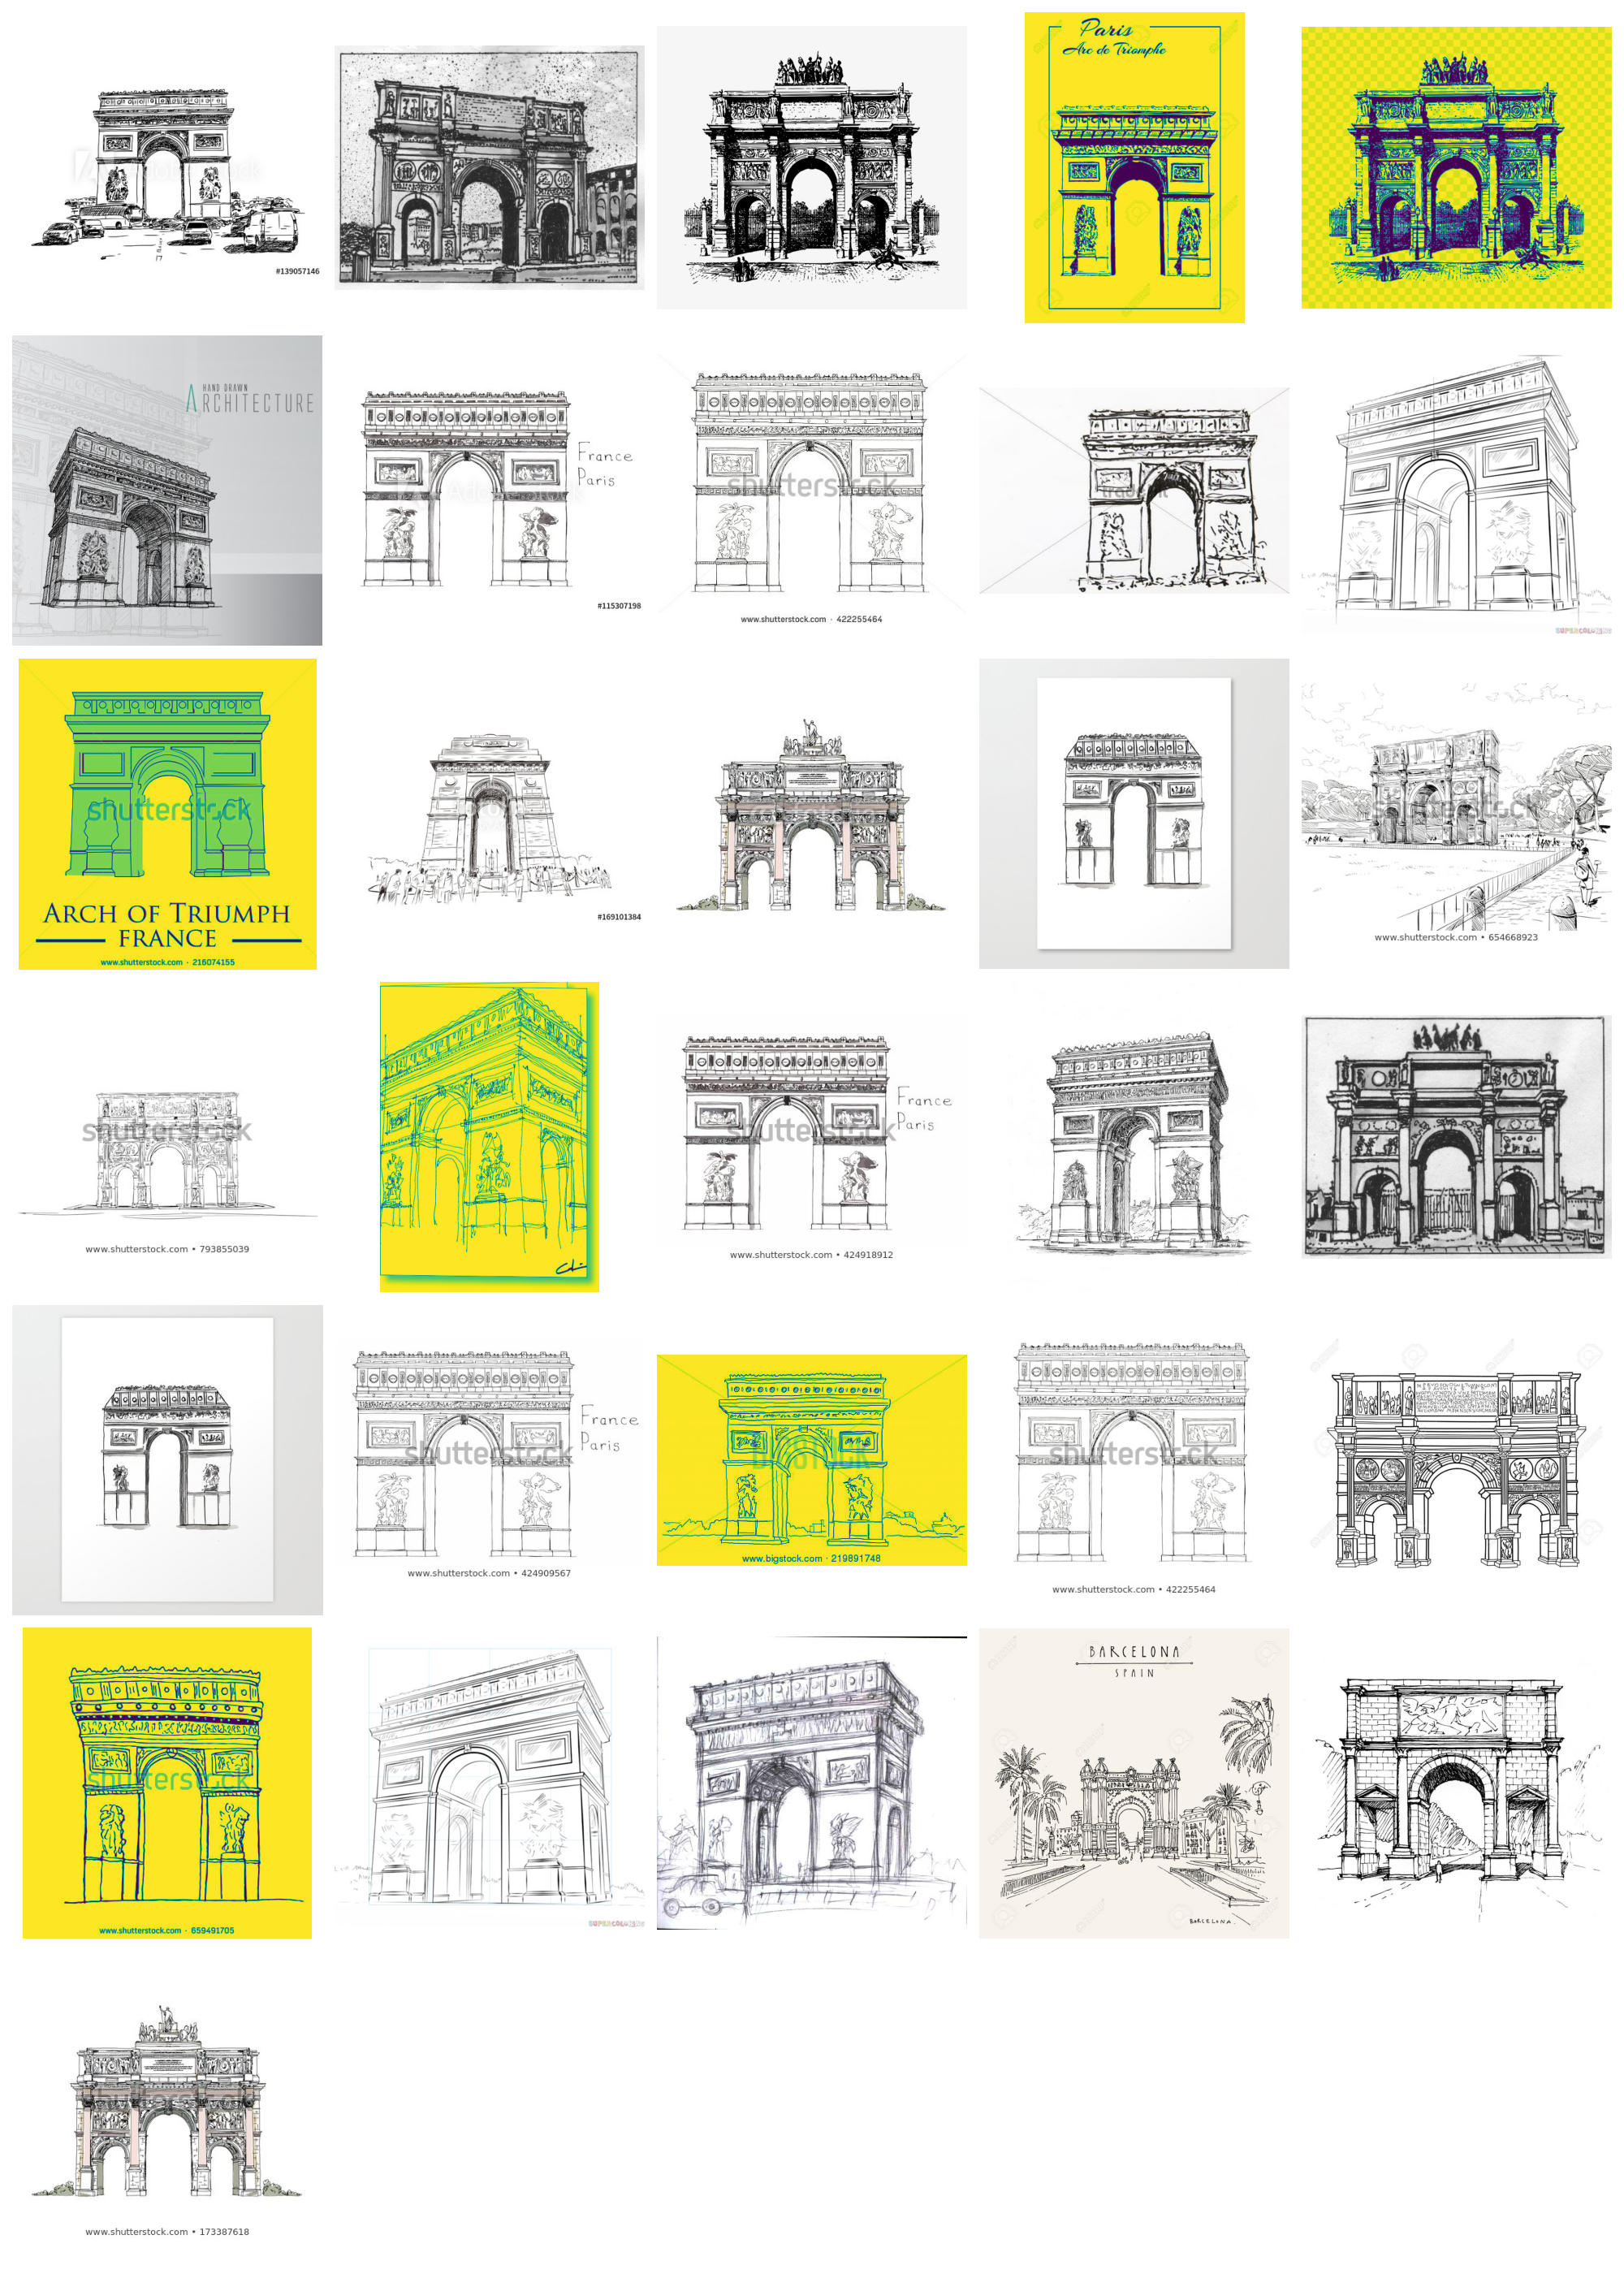 Paris
Arc de Triomphe
#139057146
HAND DRAWN
ARCHITECTURE
France
Paris
#115307198
shutterstock
www.shutterstock.com · 422255464
ARCH OF TRIUMPH
FRANCE
shutterstock
www.shutterstock.com · 216074155
#169101384
shutterstock
www.shutterstock.com • 654668923
shutterstock
www.shutterstock.com • 793855039
France
Paris
shutterstock
www.shutterstock.com • 424918912
France
Paris
shutterstock
www.shutterstock.com • 424909567
www.bigstock.com · 219891748
shutterstock
www.shutterstock.com • 422255464
shutterstock
www.shutterstock.com · 659491705
BARCELONA
SPAIN
BARCELONA.
shutterstock
www.shutterstock.com • 173387618